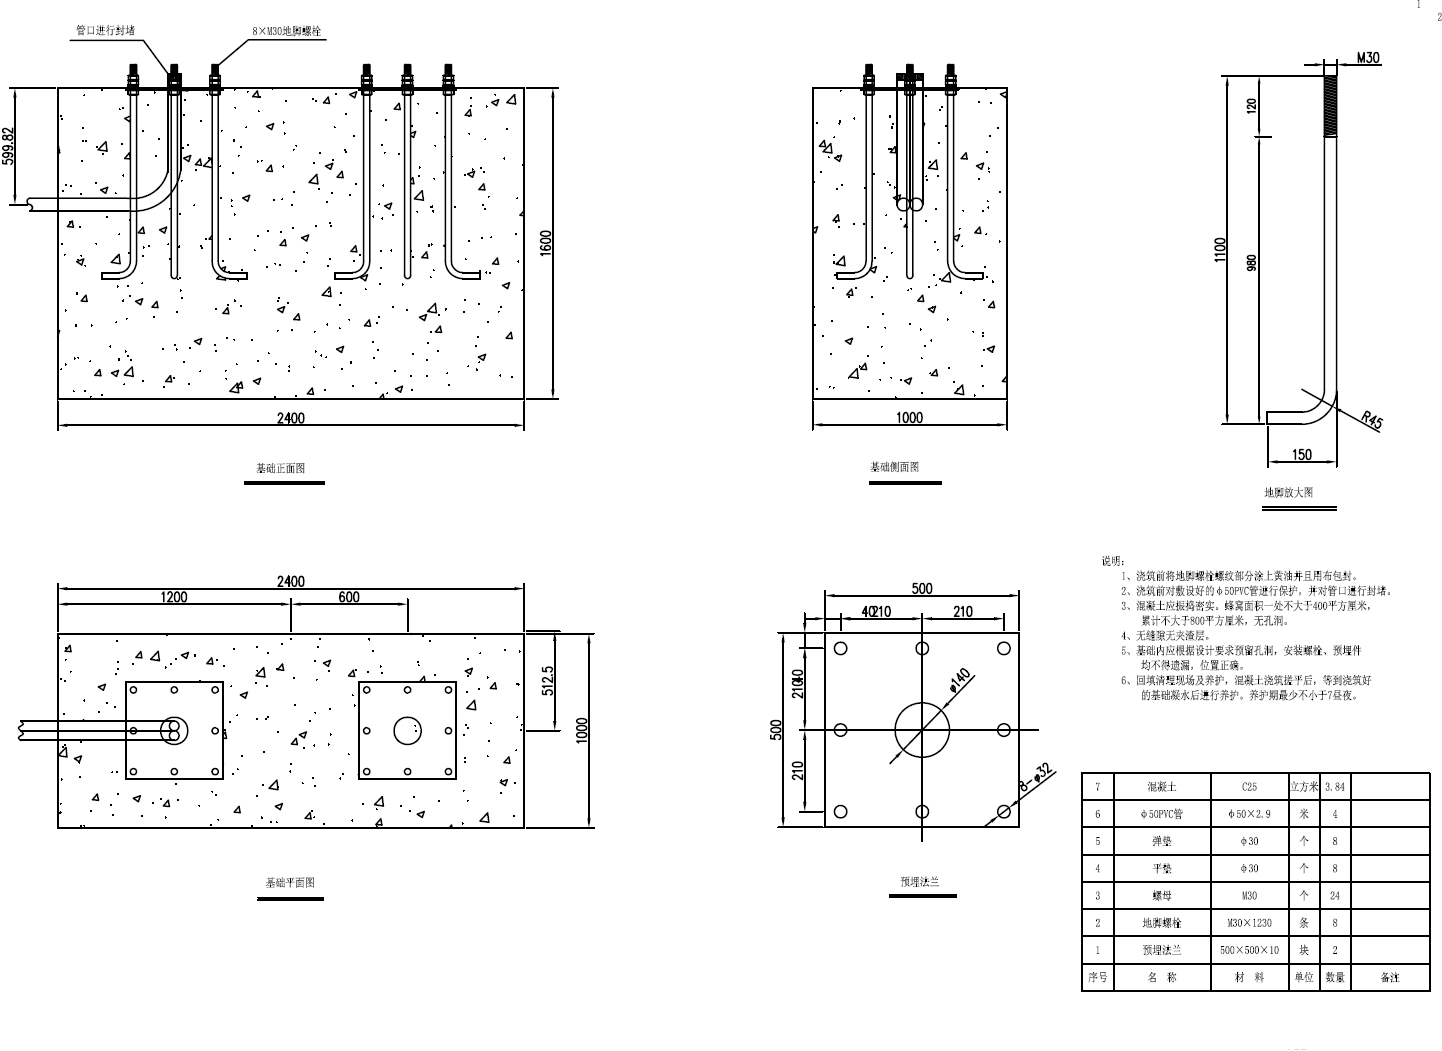 1
2
管口进行封堵
8×M30地脚螺栓
599.82
1600
2400
基础正面图
1000
基础侧面图
M30
120
1100
980
R45
150
地脚放大图
2400
1200
600
512.5
1000
基础平面图
500
40
210
210
40
210
500
210
φ140
8-φ32
预埋法兰
说明：
1、浇筑前将地脚螺栓螺纹部分涂上黄油并且用布包封。
2、浇筑前对敷设好的φ50PVC管进行保护，并对管口进行封堵。
3、混凝土应振捣密实。蜂窝面积一处不大于400平方厘米，
累计不大于800平方厘米，无孔洞。
4、无缝隙无夹渣层。
5、基础内应根据设计要求预留孔洞，安装螺栓、预埋件
均不得遗漏，位置正确。
6、回填清理现场及养护，混凝土浇筑搓平后，等到浇筑好
的基础凝水后进行养护。养护期最少不小于7昼夜。
7 混凝土 C25 立方米 3.84
6 φ50PVC管 φ50×2.9 米 4
5 弹垫 φ30 个 8
4 平垫 φ30 个 8
3 螺母 M30 个 24
2 地脚螺栓 M30×1230 条 8
1 预埋法兰 500×500×10 块 2
序号 名 称 材 料 单位 数量 备注